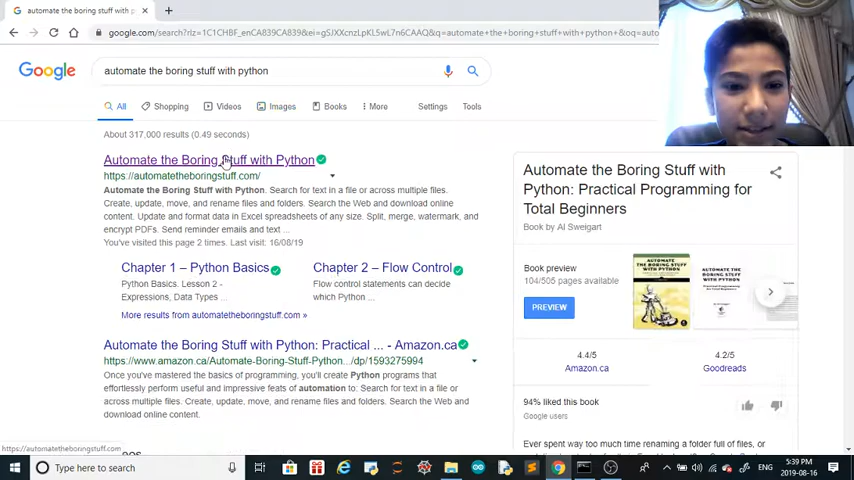 automate the boring stuff with p
google.com/search?rlz=1C1CHBF_enCA839CA839&ei=
&q=automate+the+boring+stuff+with+python&oq=auto
Google
automate the boring stuff with python
All
Shopping
Videos
Images
Books
More
Settings
Tools
About 317,000 results (0.49 seconds)
Automate the Boring Stuff with Python
https://automatetheboringstuff.com/
Automate the Boring Stuff with Python. Search for text in a file or across multiple files.
Create, update, move, and rename files and folders. Search the Web and download online
content. Update and format data in Excel spreadsheets of any size. Split, merge, watermark, and
encrypt PDFs. Send reminder emails and text ...
You've visited this page 2 times. Last visit: 16/08/19
Chapter 1 – Python Basics
Python Basics. Lesson 2 -
Expressions, Data Types ...
Chapter 2 – Flow Control
Flow control statements can decide
which Python ...
More results from automatetheboringstuff.com »
Automate the Boring Stuff with Python: Practical ... - Amazon.ca
https://www.amazon.ca/Automate-Boring-Stuff-Python.../dp/1593275994
Once you've mastered the basics of programming, you'll create Python programs that
effortlessly perform useful and impressive feats of automation to: Search for text in a file or
across multiple files. Create, update, move, and rename files and folders. Search the Web and
download online content.
Automate the Boring Stuff with
Python: Practical Programming for
Total Beginners
Book by Al Sweigart
Book preview
104/505 pages available
PREVIEW
AUTOMATE
THE BORING STUFF
WITH PYTHON
AUTOMATE
THE BORING STUFF
WITH PYTHON
4.4/5
Amazon.ca
4.2/5
Goodreads
94% liked this book
Google users
Ever spent way too much time renaming a folder full of files, or
https://automatetheboringstuff.com
Type here to search
ENG
5:39 PM
2019-08-16